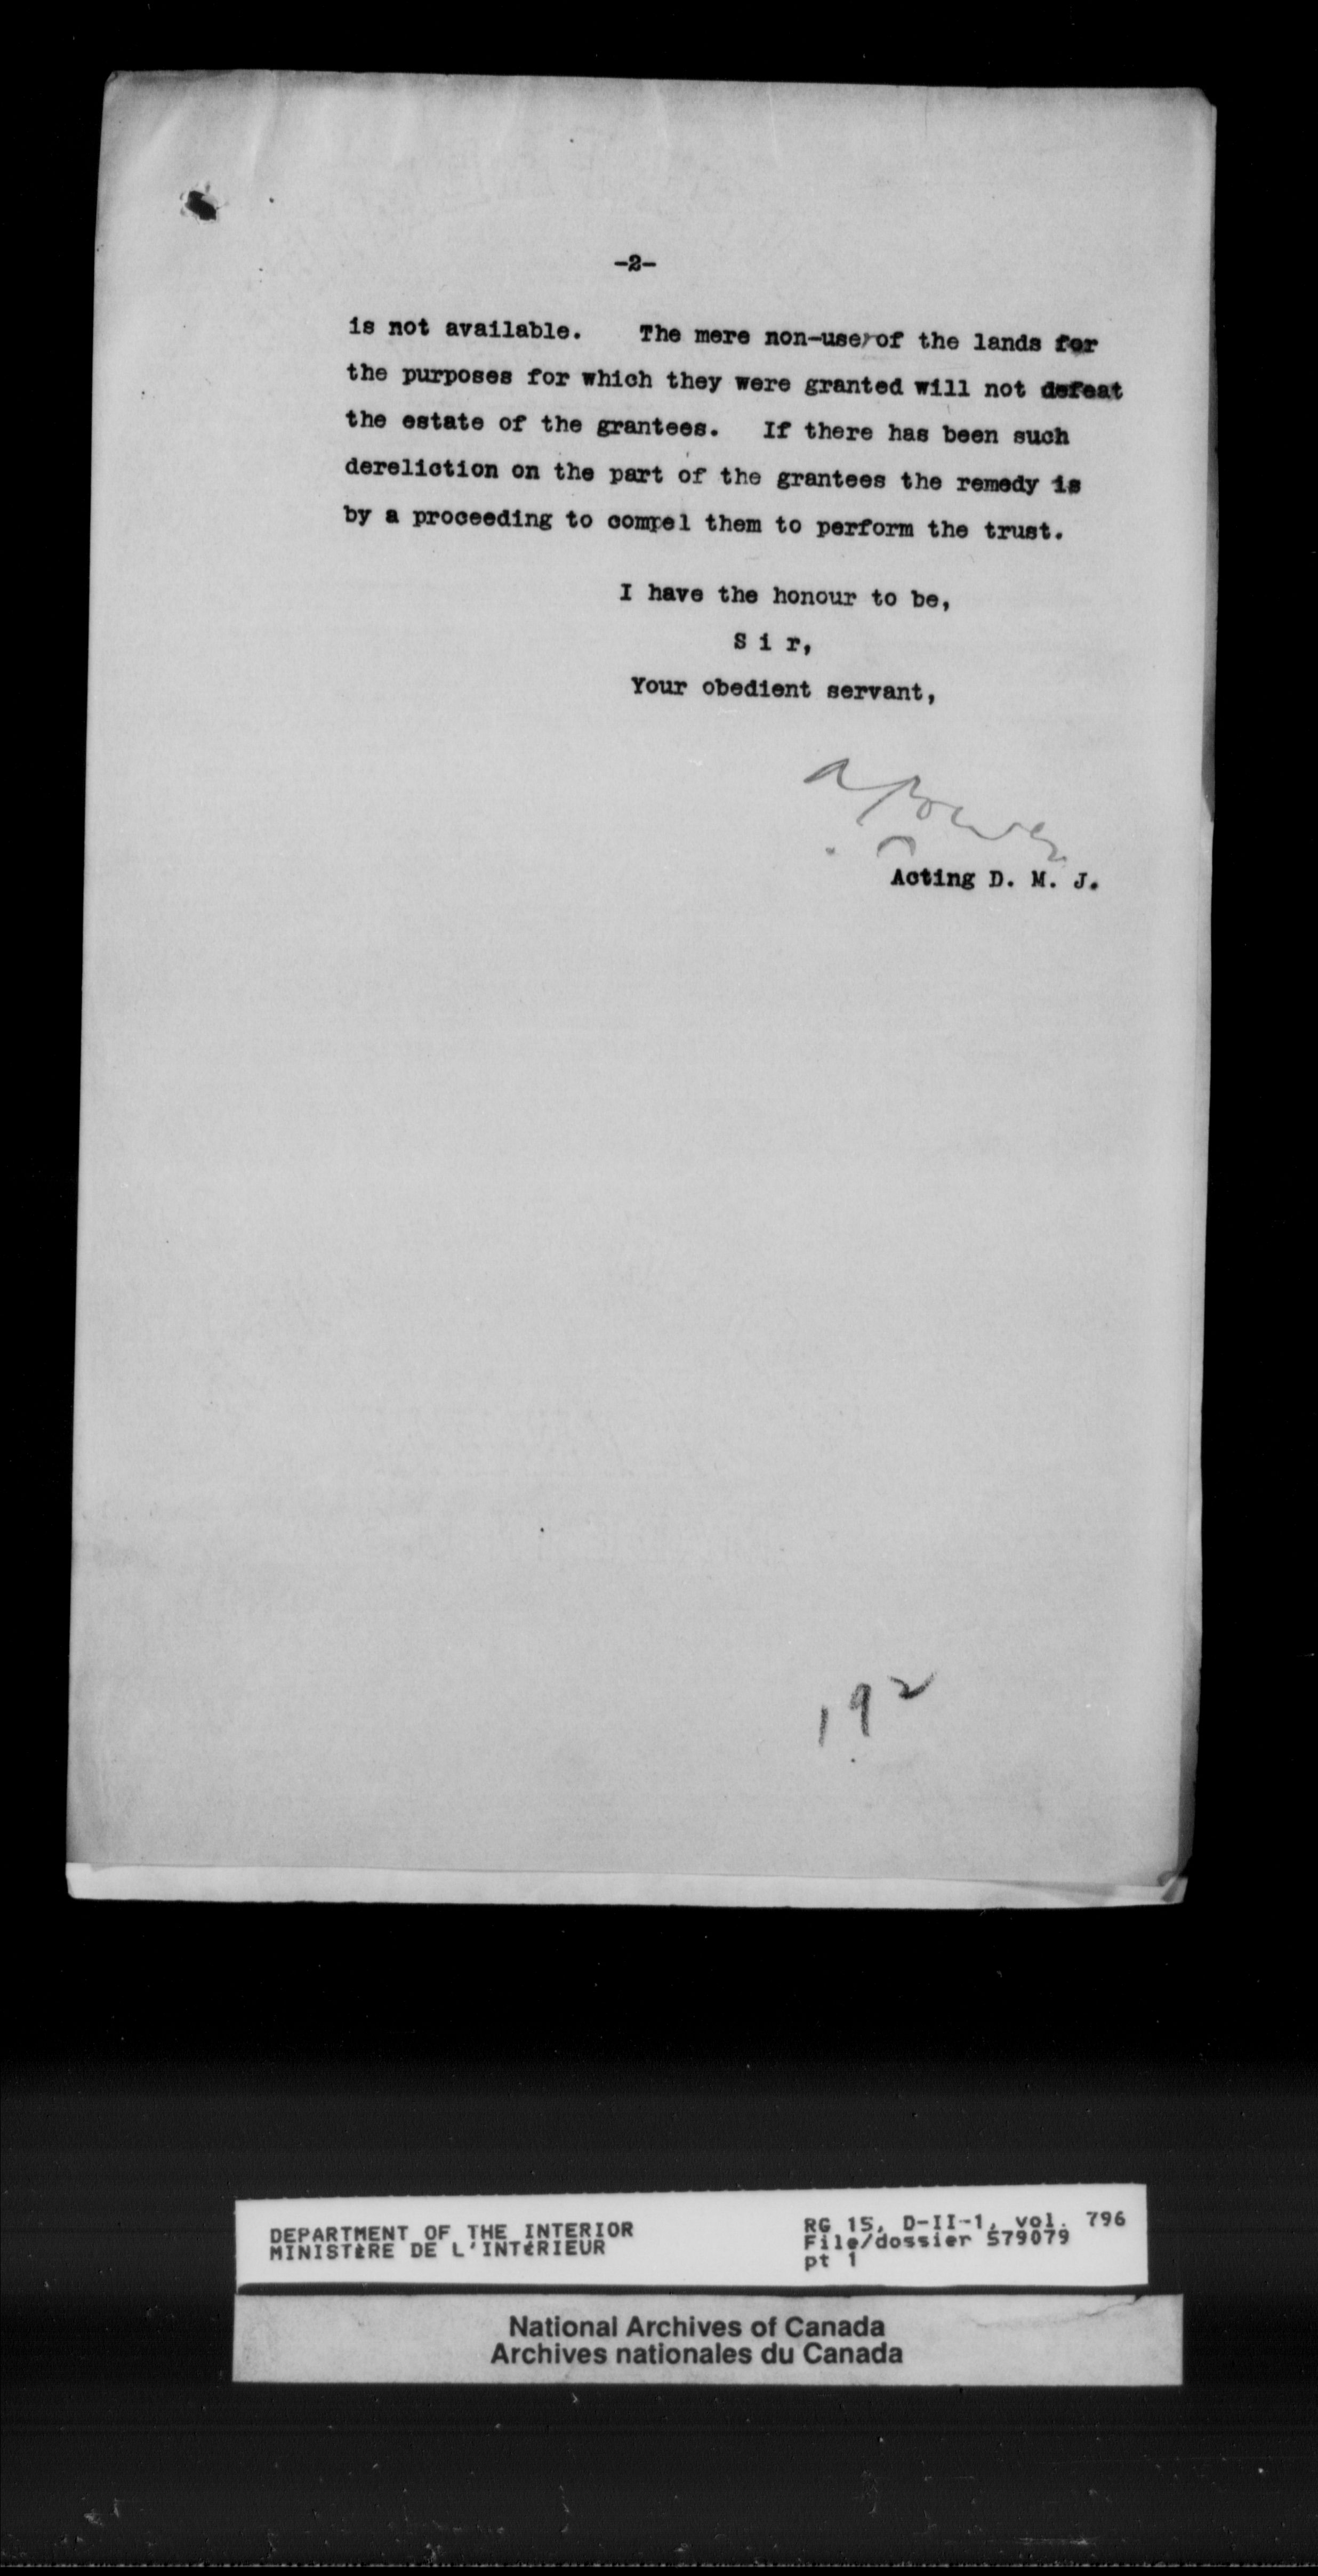 -2-
is not available. The mere non-user of the lands for
the purposes for which they were granted will not defeat
the estate of the grantees. If there has been such
dereliction on the part of the grantees the remedy is
by a proceeding to compel them to perform the trust.
I have the honour to be,
S i r,
Your obedient servant,
Acting D. M. J.
192
DEPARTMENT OF THE INTERIOR
MINISTÈRE DE L'INTÉRIEUR
RG 15, D-II-1, vol. 796
File/dossier 579079
pt 1
National Archives of Canada
Archives nationales du Canada